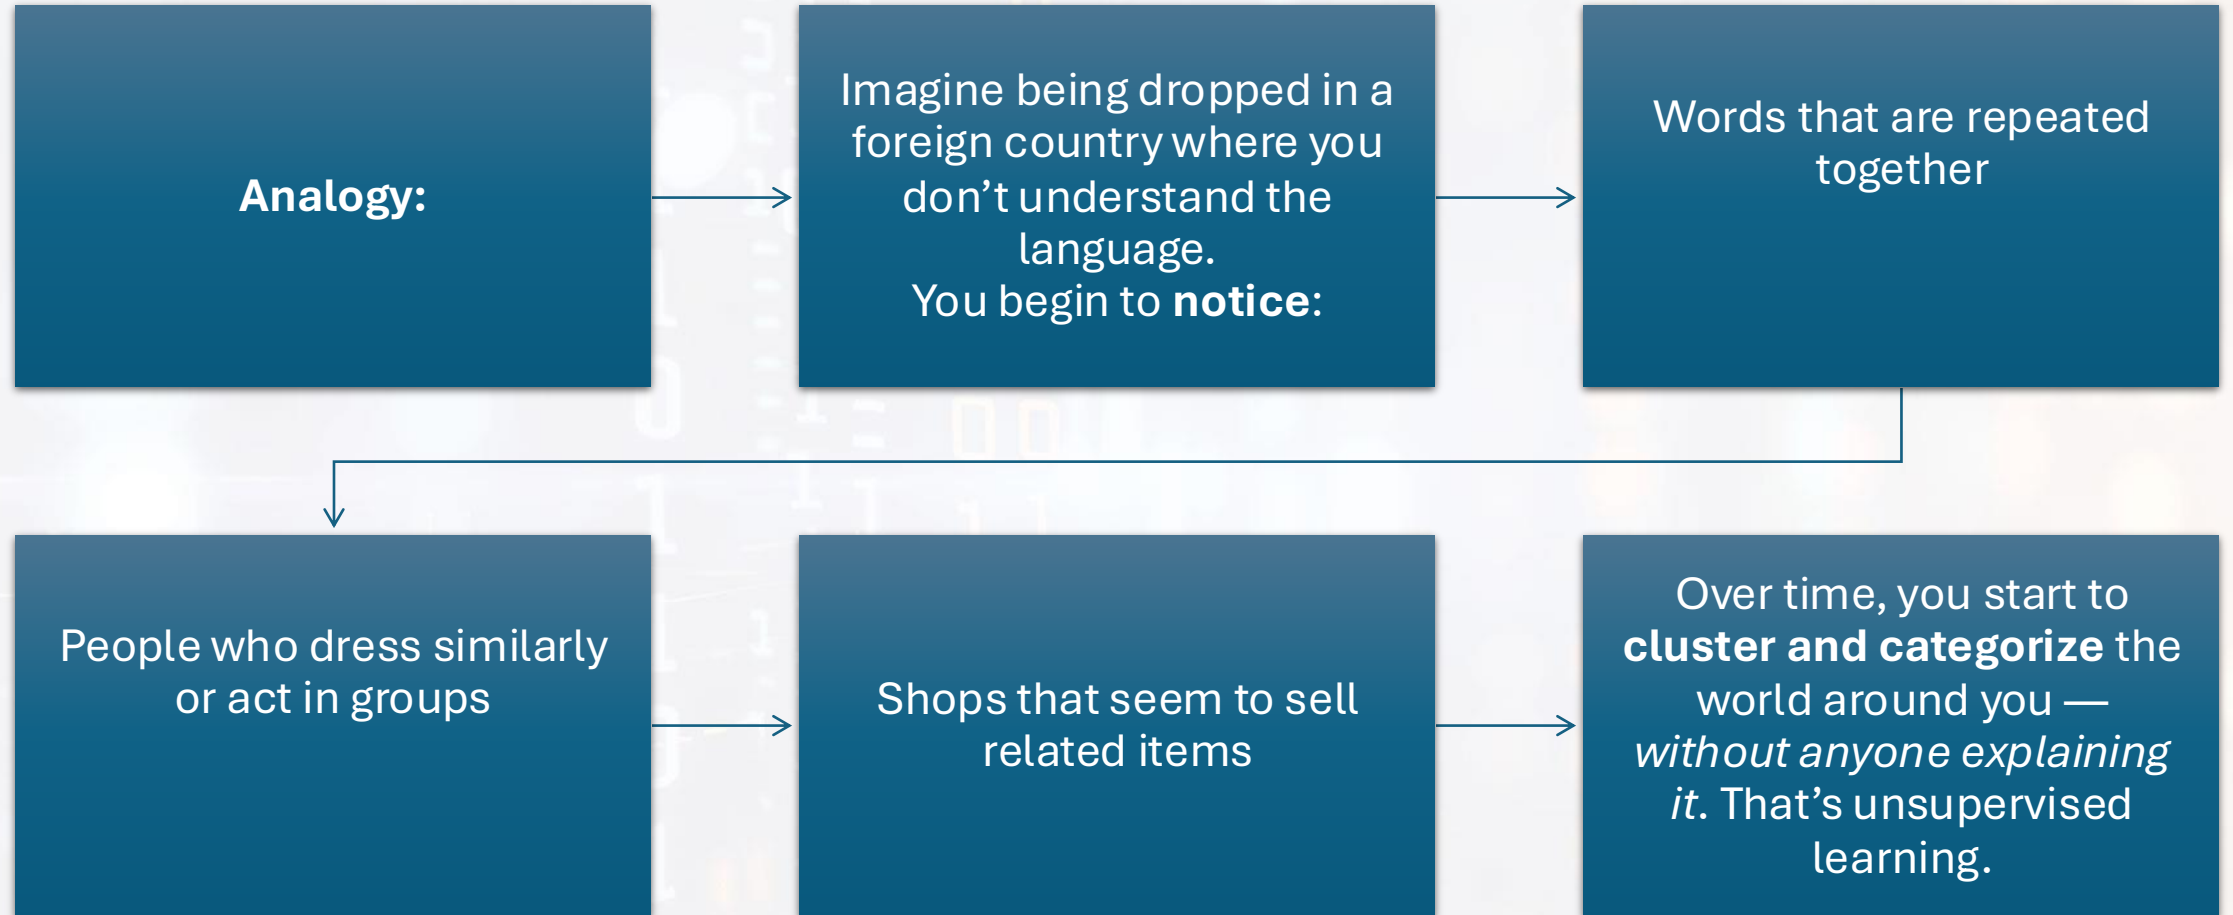 Analogy:
Imagine being dropped in a
foreign country where you
don’t understand the
language.
You begin to notice:
Words that are repeated
together
People who dress similarly
or act in groups
Shops that seem to sell
related items
Over time, you start to
cluster and categorize the
world around you —
without anyone explaining
it. That’s unsupervised
learning.